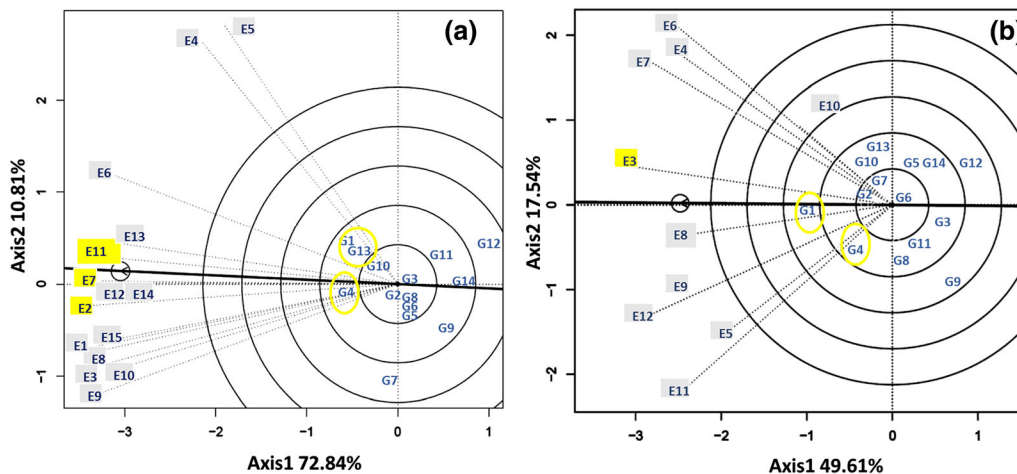 (a)
E5
E4
2
E6
1
E13
E11
G1
G13
G10
G11
G12
0
E7
E12 E14
E2
G4
G2
G3
G14
G8
G6
G5
G9
E15
E1
E8
E3
E10
E9
-1
G7
Axis2 10.81%
-3 -2 -1 0 1
Axis1 72.84%
(b)
2
E6
E4
E7
1
E10
E3
G13
G10
G5 G14 G12
G7
G2
G6
0
G1
G3
E8
G4
G11
G8
-1
E9
G9
E12
E5
-2
E11
Axis2 17.54%
-3 -2 -1 0 1
Axis1 49.61%